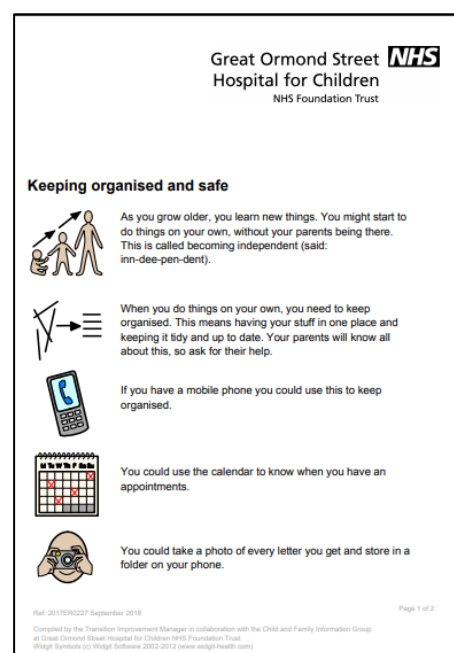 Great Ormond Street NHS
Hospital for Children
NHS Foundation Trust
Keeping organised and safe
As you grow older, you learn new things. You might start to
do things on your own, without your parents being there.
This is called becoming independent (said:
inn-dee-pen-dent).
When you do things on your own, you need to keep
organised. This means having your stuff in one place and
keeping it tidy and up to date. Your parents will know all
about this, so ask for their help.
If you have a mobile phone you could use this to keep
organised.
M Tu W Th F Sa Su
You could use the calendar to know when you have an
appointments.
You could take a photo of every letter you get and store in a
folder on your phone.
Ref: 2017ER0227 September 2018
Page 1 of 2
Compiled by the Transition Improvement Manager in collaboration with the Child and Family Information Group
at Great Ormond Street Hospital for Children NHS Foundation Trust
Widgit Symbols (c) Widgit Software 2002-2012 (www.widgit-health.com)